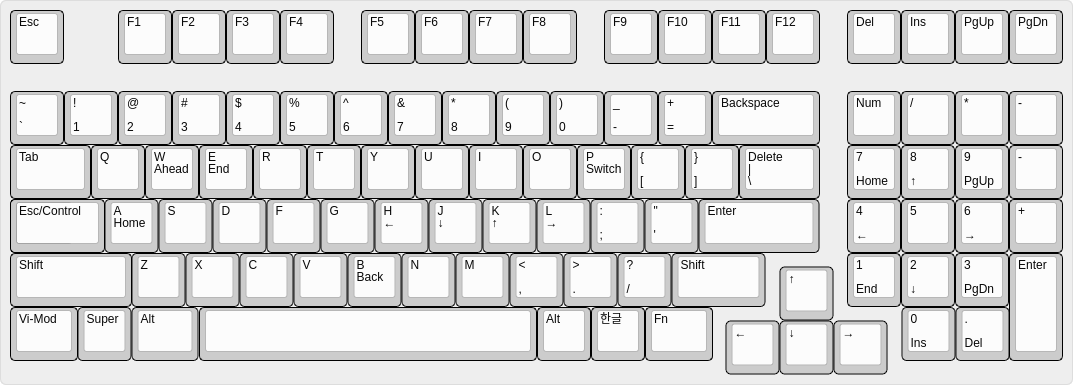 Esc F1 F2 F3 F4 F5 F6 F7 F8 F9 F10 F11 F12 Del Ins PgUp PgDn
~ ! @ # $ % ^ & * ( ) _ + Backspace Num / * -
` 1 2 3 4 5 6 7 8 9 0 - =
Tab Q W E R T Y U I O P { } Delete 7 8 9 -
Ahead End Switch |
[ ] \ Home ↑ PgUp
Esc/Control A S D F G H J K L : " Enter 4 5 6 +
Home ← ↓ ↑ →
; ' ← →
Shift Z X C V B N M < > ? Shift 1 2 3 Enter
Back ↑
, . / End ↓ PgDn
Vi-Mod Super Alt Alt 한글 Fn 0 .
← ↓ →
Ins Del